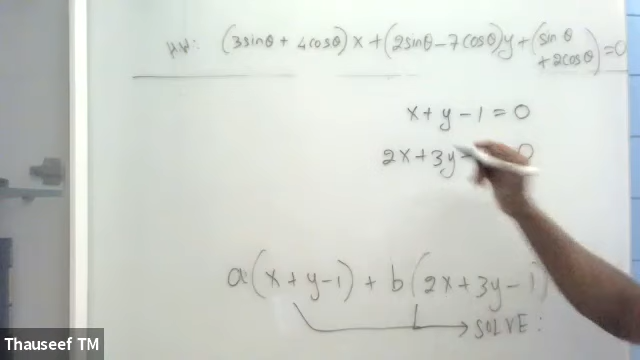 HW: (3sinθ + 4cosθ)x + (2sinθ - 7cosθ)y + (sinθ + 2cosθ) = 0
x + y - 1 = 0
2x + 3y 0
a(x + y - 1) + b(2x + 3y - 1)
SOLVE:
Thauseef TM